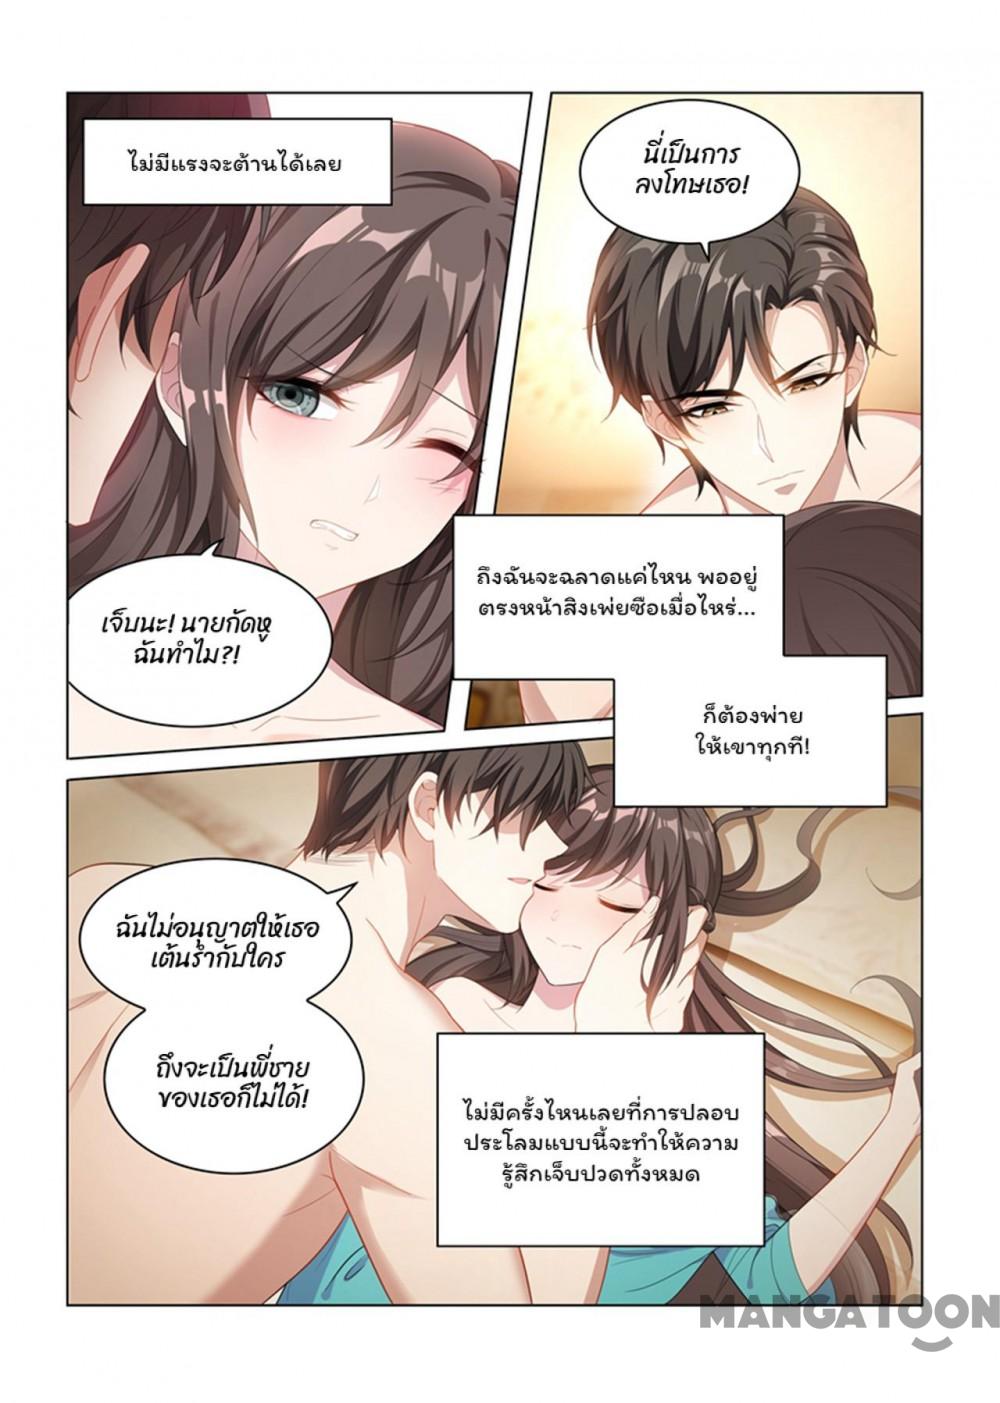 ไม่มีแรงจะต้านได้เลย
นี่เป็นการ
ลงโทษเธอ!
เจ็บนะ! นายกัดหู
ฉันทำไม?!
ถึงฉันจะฉลาดแค่ไหน พออยู่
ตรงหน้าสิงเพ่ยซือเมื่อไหร่...
ก็ต้องพ่าย
ให้เขาทุกที!
ฉันไม่อนุญาตให้เธอ
เต้นรำกับใคร
ถึงจะเป็นพี่ชาย
ของเธอก็ไม่ได้!
ไม่มีครั้งไหนเลยที่การปลอบ
ประโลมแบบนี้จะทำให้ความ
รู้สึกเจ็บปวดทั้งหมด
MANGATOON